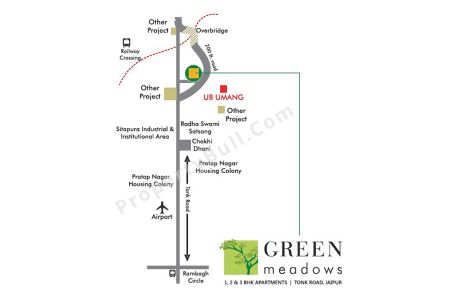 Other
Project
Overbridge
Railway
Crossing
200 ft. road
Other
Project
UB UMANG
Other
Project
Radha Swami
Satsang
Sitapura Industrial &
Institutional Area
Chokhi
Dhani
Pratap Nagar
Housing Colony
Pratap Nagar
Housing Colony
Tonk Road
Airport
PropertyBull.Com
GREEN
meadows
1, 2 & 3 BHK APARTMENTS | TONK ROAD, JAIPUR
Rambagh
Circle